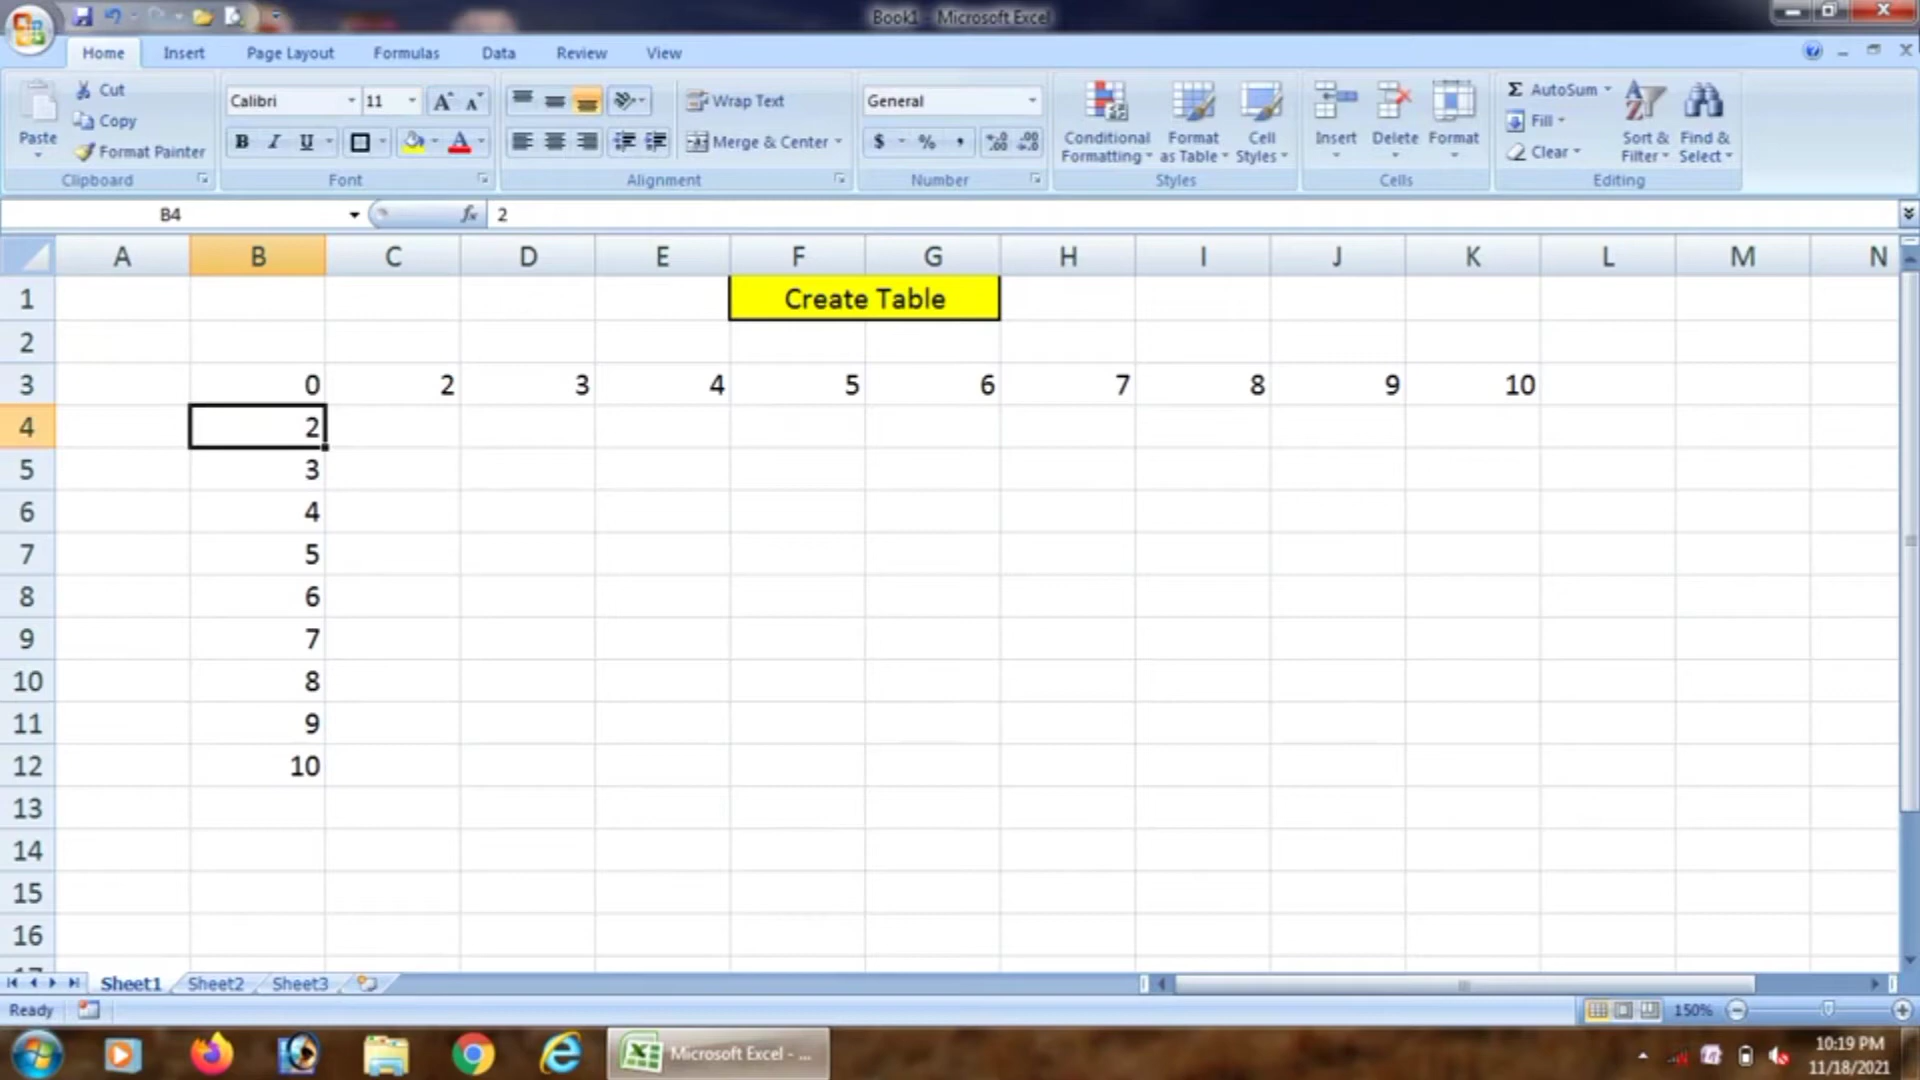 Book1 - Microsoft Excel
Home Insert Page Layout Formulas Data Review View
Paste
Cut
Copy
Format Painter
Clipboard
Calibri 11
A A
B I U A
Font
Wrap Text
Merge & Center
Alignment
General
$ % ,
Number
Conditional Formatting
Format as Table
Cell Styles
Styles
Insert Delete Format
Cells
Σ AutoSum
Fill
Clear
Sort & Filter
Find & Select
Editing
B4 fx 2
A B C D E F G H I J K L M N
1 Create Table
2
3 0 2 3 4 5 6 7 8 9 10
4 2
5 3
6 4
7 5
8 6
9 7
10 8
11 9
12 10
13
14
15
16
17
Sheet1 Sheet2 Sheet3
Ready 150%
Microsoft Excel - ...
10:19 PM
11/18/2021